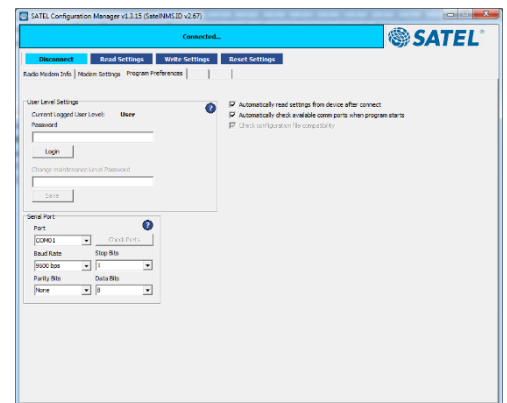 SATEL Configuration Manager v1.3.15 (SatelNMS.ID v2.67)
Connected...
SATEL®
Disconnect Read Settings Write Settings Reset Settings
Radio Modem Info Modem Settings Program Preferences
User Level Settings
Current Logged User Level: User
Password
Login
Change maintenance Level Password
Save
Automatically read settings from device after connect
Automatically check available comm ports when program starts
Check configuration file compatibility
Serial Port
Port
COM01 Check Ports
Baud Rate Stop Bits
9600 bps 1
Parity Bits Data Bits
None 8